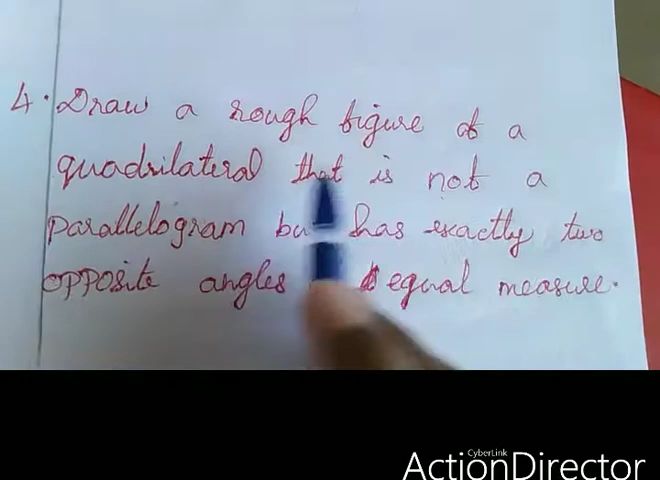 4. Draw a rough figure of a
quadrilateral that is not a
parallelogram but has exactly two
opposite angles equal measure.
CyberLink
ActionDirector